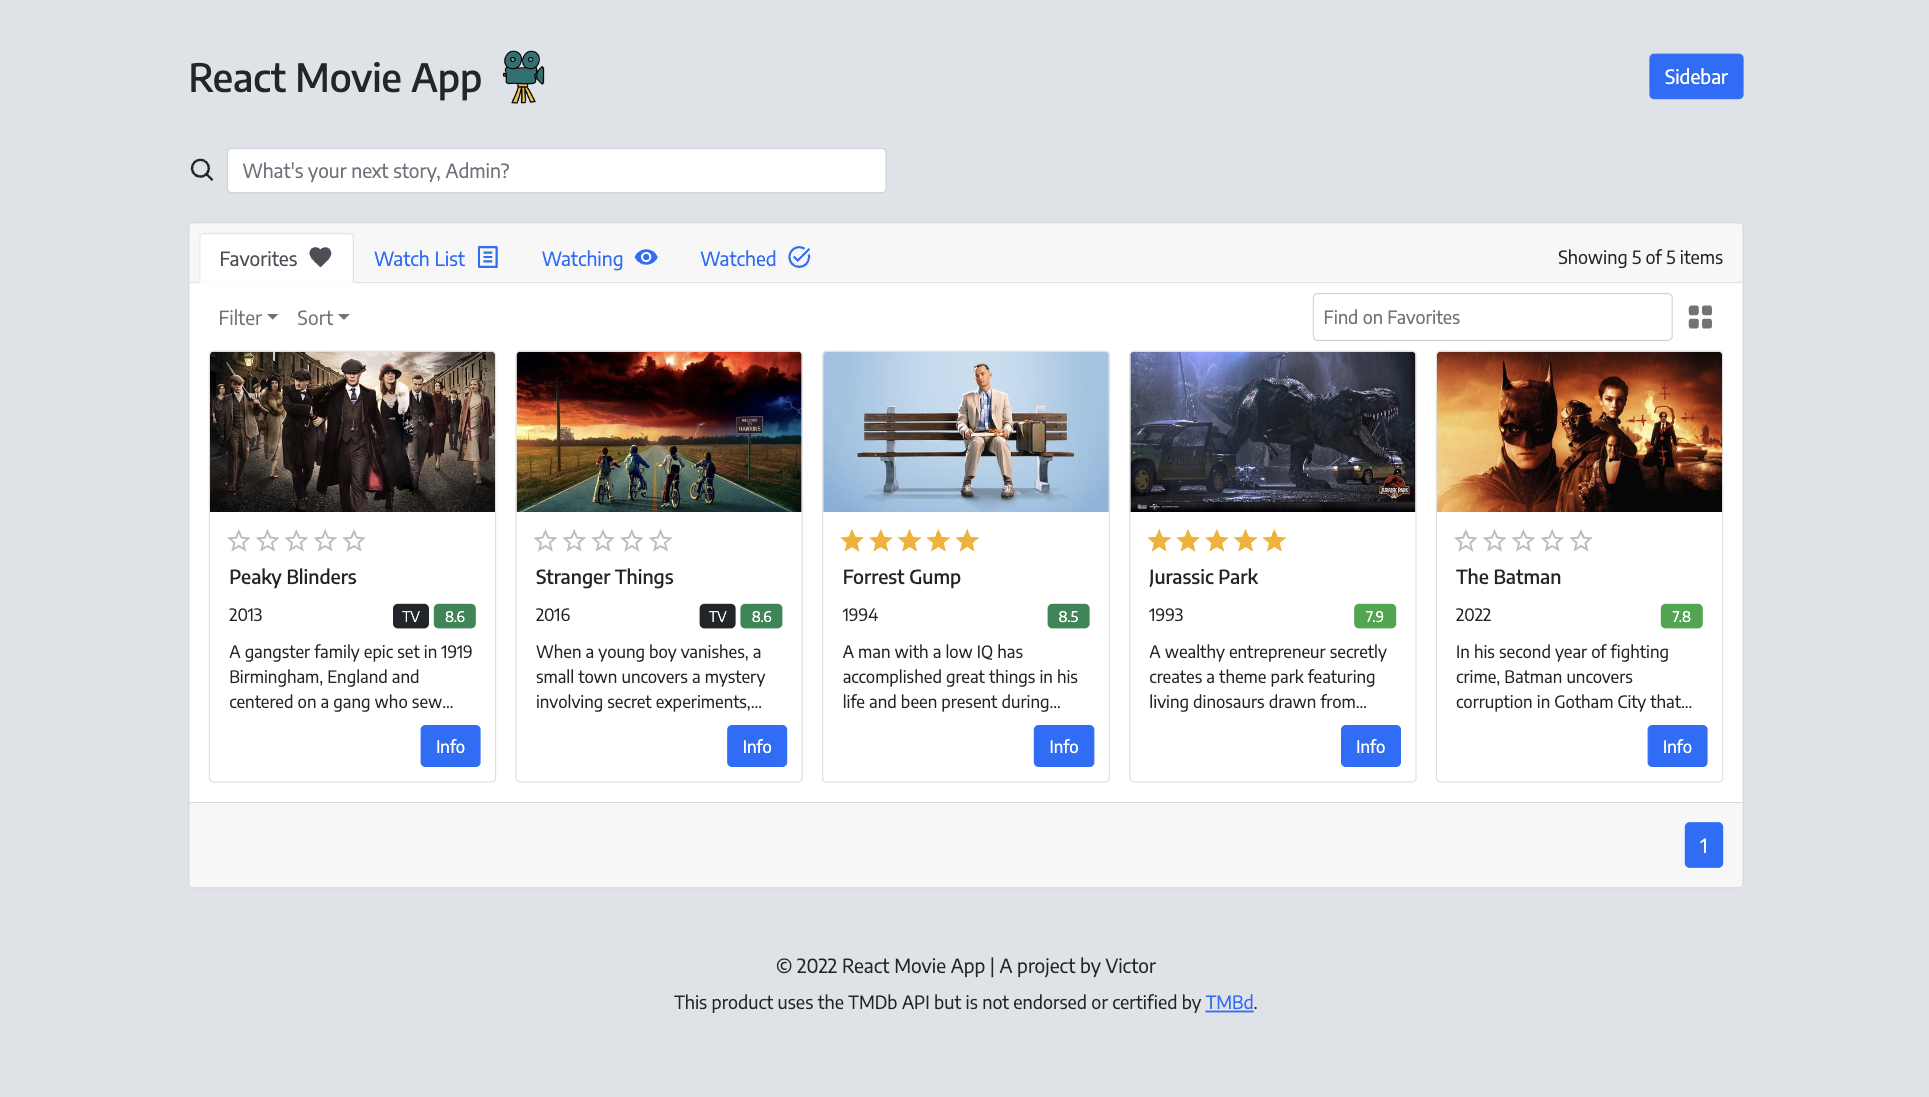 React Movie App
Sidebar
What's your next story, Admin?
Favorites
Watch List
Watching
Watched
Showing 5 of 5 items
Filter
Sort
Find on Favorites
WELCOME TO
HAWKINS
JURASSIC PARK
Peaky Blinders
2013
TV
8.6
A gangster family epic set in 1919
Birmingham, England and
centered on a gang who sew...
Info
Stranger Things
2016
TV
8.6
When a young boy vanishes, a
small town uncovers a mystery
involving secret experiments,...
Info
Forrest Gump
1994
8.5
A man with a low IQ has
accomplished great things in his
life and been present during...
Info
Jurassic Park
1993
7.9
A wealthy entrepreneur secretly
creates a theme park featuring
living dinosaurs drawn from...
Info
The Batman
2022
7.8
In his second year of fighting
crime, Batman uncovers
corruption in Gotham City that...
Info
1
© 2022 React Movie App | A project by Victor
This product uses the TMDb API but is not endorsed or certified by TMBd.